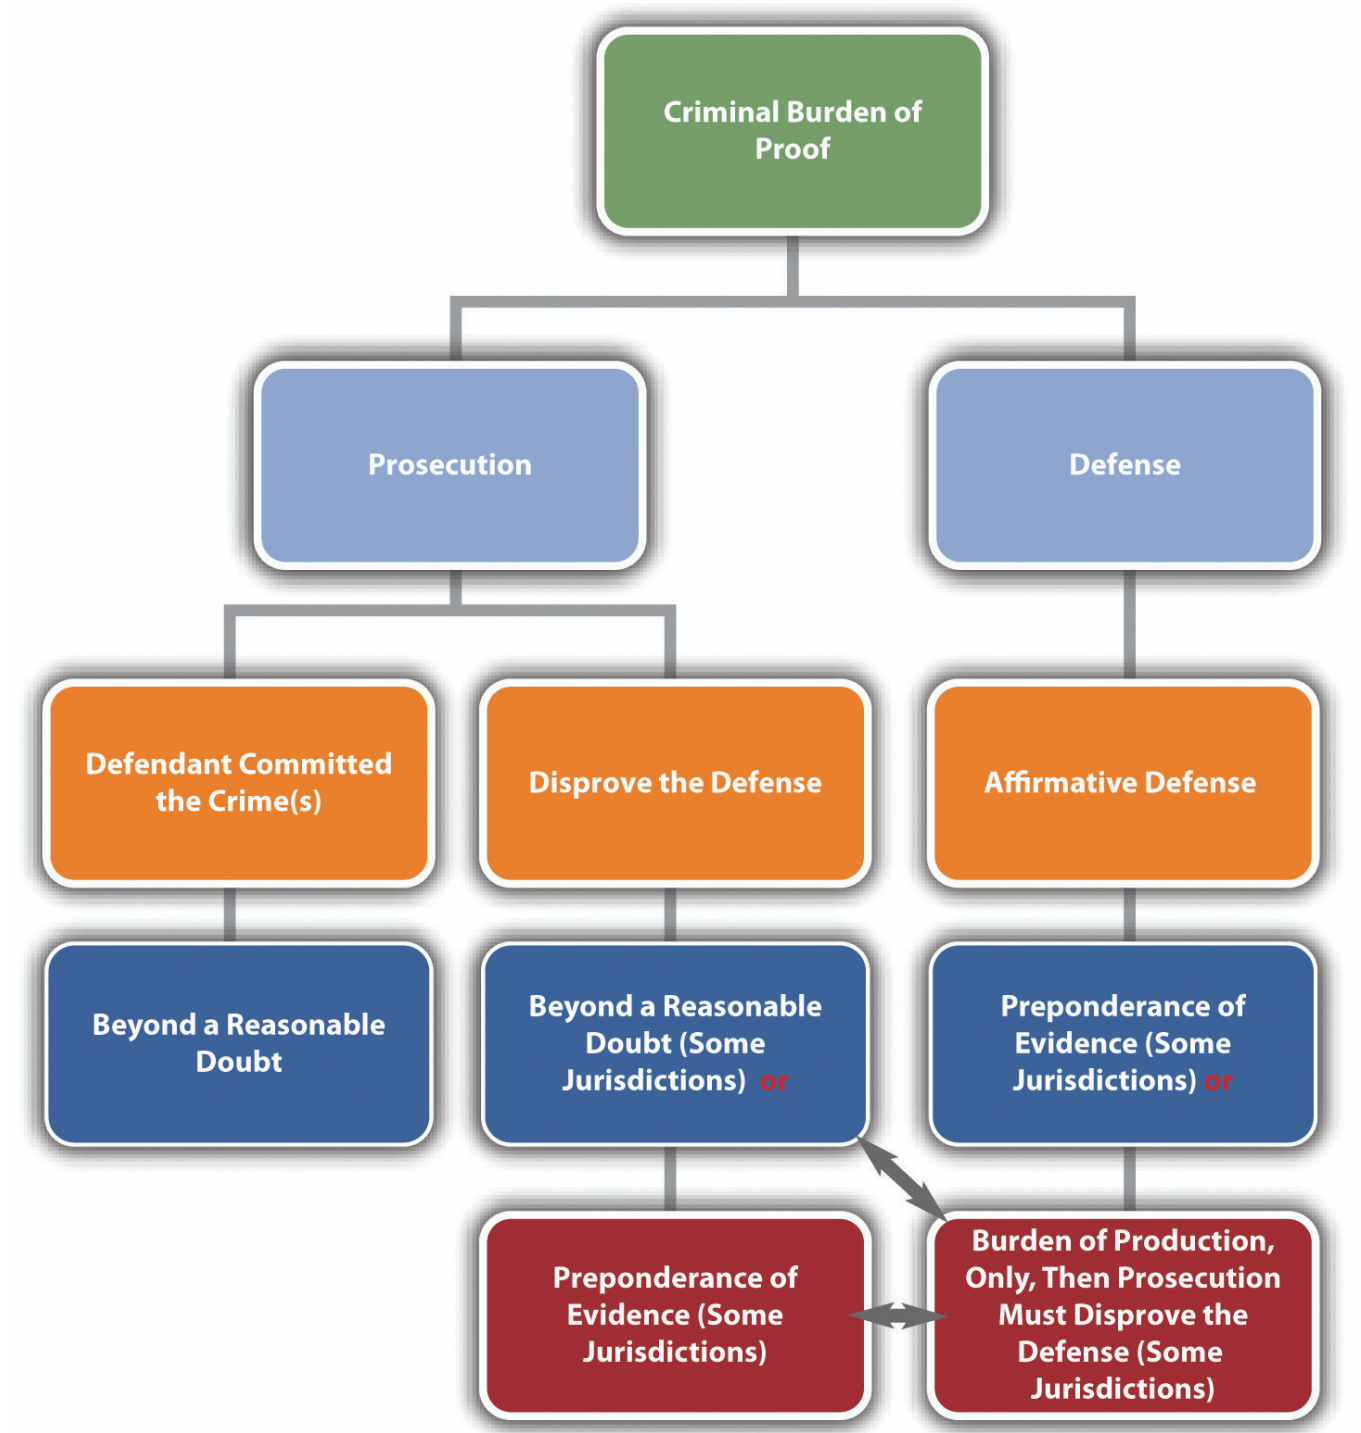 Criminal Burden of
Proof
Prosecution
Defense
Defendant Committed
the Crime(s)
Disprove the Defense
Affirmative Defense
Beyond a Reasonable
Doubt
Beyond a Reasonable
Doubt (Some
Jurisdictions) or
Preponderance of
Evidence (Some
Jurisdictions) or
Preponderance of
Evidence (Some
Jurisdictions)
Burden of Production,
Only, Then Prosecution
Must Disprove the
Defense (Some
Jurisdictions)